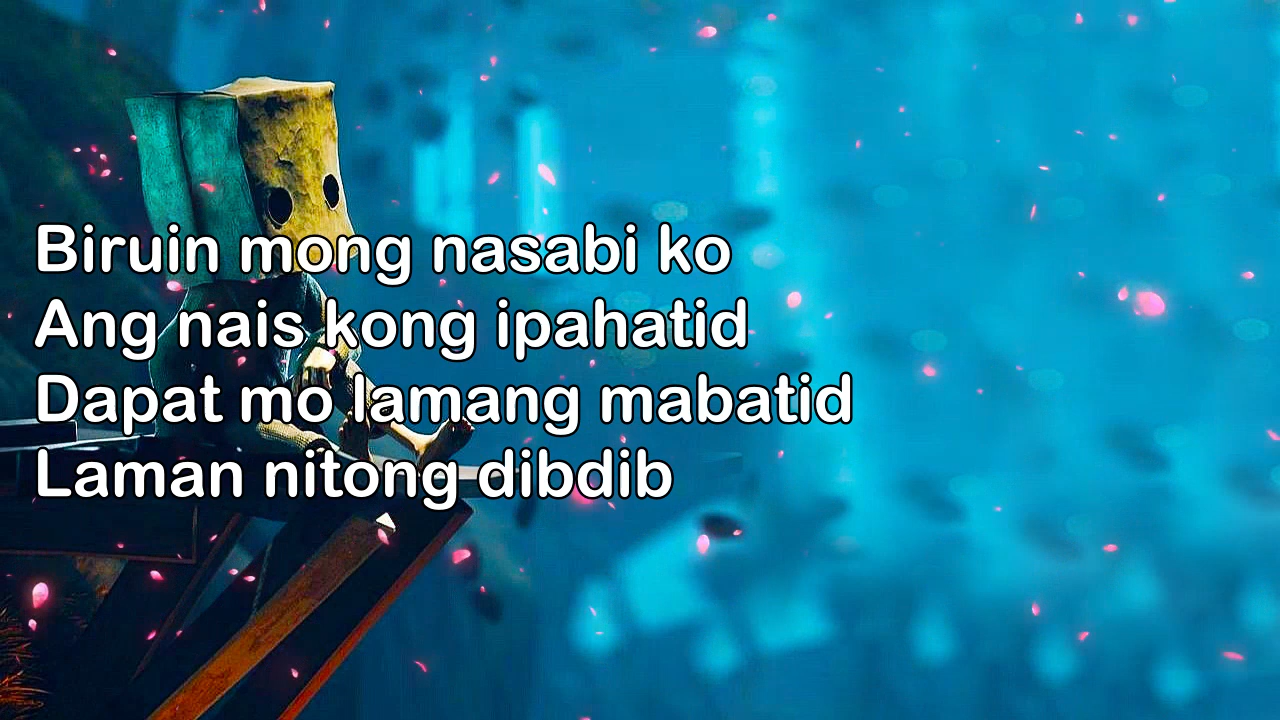 Biruin mong nasabi ko
Ang nais kong ipahatid
Dapat mo lamang mabatid
Laman nitong dibdib